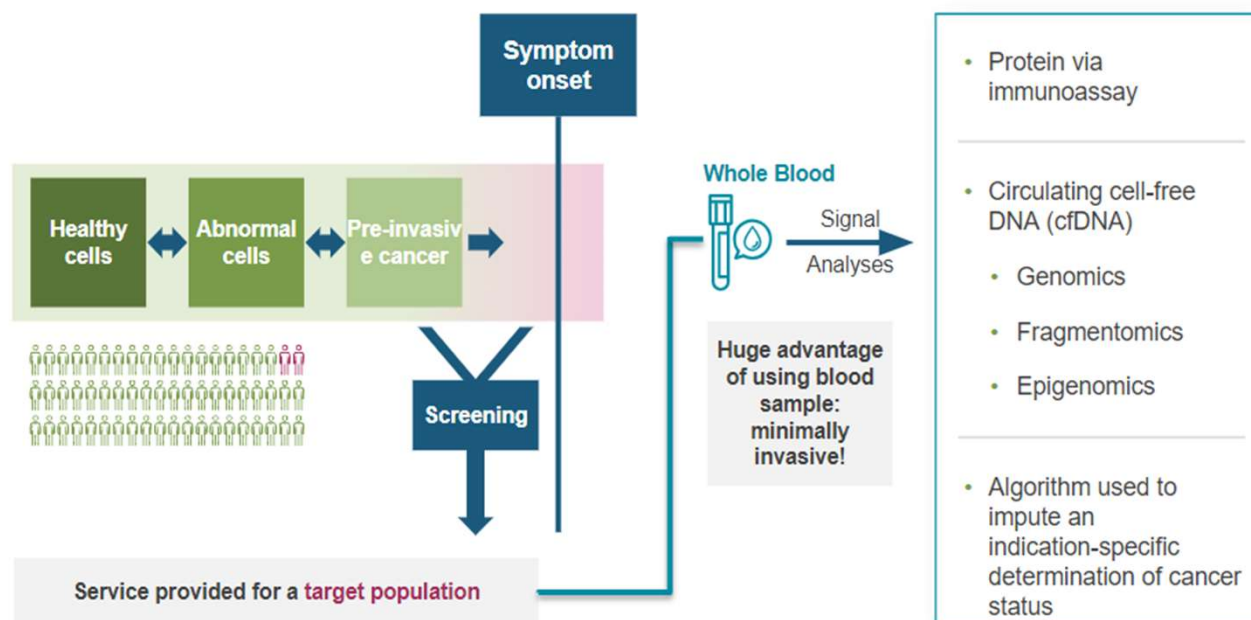 Symptom
onset
Healthy
cells
Abnormal
cells
Pre-invasiv
e cancer
Screening
Service provided for a target population
Whole Blood
Signal
Analyses
Huge advantage
of using blood
sample:
minimally
invasive!
• Protein via
immunoassay
• Circulating cell-free
DNA (cfDNA)
• Genomics
• Fragmentomics
• Epigenomics
• Algorithm used to
impute an
indication-specific
determination of cancer
status